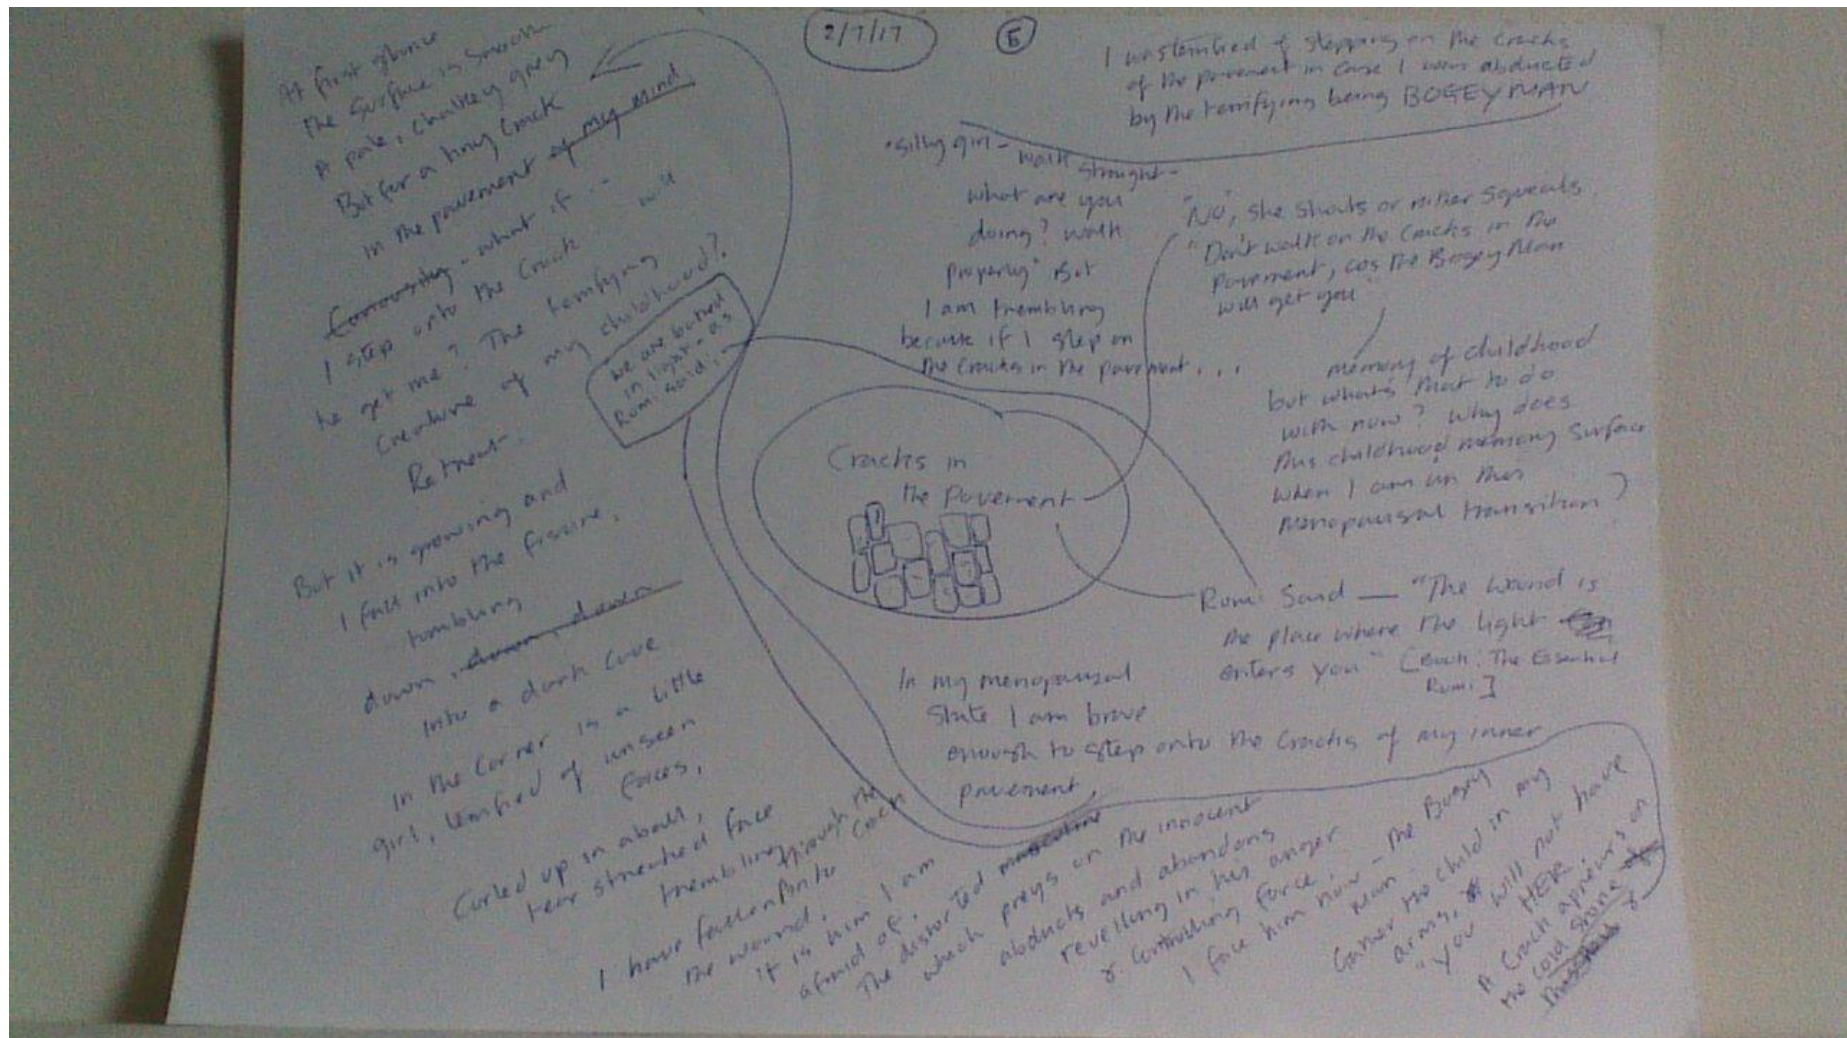 2/7/17
5
I was terrified of stepping on the cracks
of the pavement in case I was abducted
by the terrifying being BOGEYMAN
"Silly girl - walk straight -
what are you
doing? walk
properly" But
I am trembling
because if I step on
the cracks in the pavement...
"No", she shouts or rather squeals
"Don't walk on the cracks in the
pavement, cos the Bogey Man
will get you"
memory of childhood
but what's that to do
with now? Why does
this childhood memory surface
when I am in this
menopausal transition?
Cracks in
the Pavement
Rumi Said — "The wound is
the place where the light
enters you" [Book: The Essential
Rumi]
In my menopausal
state I am brave
enough to step onto the cracks of my inner
pavement,
At first glance
the surface is smooth
A pale, chalkey grey
But for a tiny crack
in the pavement of my mind
Curiosity - what if...
I step onto the crack will
he get me? The terrifying
creature of my childhood?
Retreat-.
we are bathed
in light - as
Rumi said:-
But it is growing and
I fall into the fissure,
tumbling
down, down, down
Into a dark cave
In the corner is a little
girl, terrified of unseen
forces,
Curled up in a ball,
tear streaked face
trembling
I have fallen through the crack into
the wound.
it is him I am
afraid of.
The distorted masculine
which preys on the innocent
abducts and abandons
revelling in his anger
& controlling force.
I face him now - the Bogey
Man.
Gather the child in my
arms,
"you will not have
HER
A crack appears on
the cold stone
&